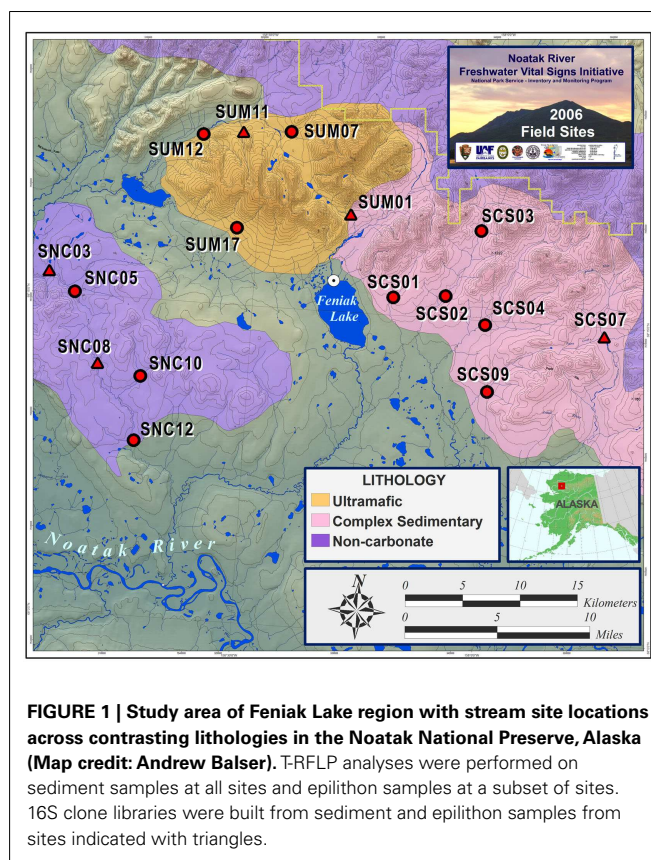 Noatak River
Freshwater Vital Signs Initiative
National Park Service - Inventory and Monitoring Program
2006
Field Sites
SUM11
SUM12
SUM07
SUM01
SCS03
SUM17
SNC03
SNC05
SCS01
SCS02
SCS04
Feniak
Lake
SCS07
SNC08
SNC10
SCS09
SNC12
LITHOLOGY
Ultramafic
Complex Sedimentary
Non-carbonate
ALASKA
Noatak River
N
0 5 10 15
Kilometers
0 5 10
Miles
FIGURE 1 | Study area of Feniak Lake region with stream site locations
across contrasting lithologies in the Noatak National Preserve, Alaska
(Map credit: Andrew Balser). T-RFLP analyses were performed on
sediment samples at all sites and epilithon samples at a subset of sites.
16S clone libraries were built from sediment and epilithon samples from
sites indicated with triangles.